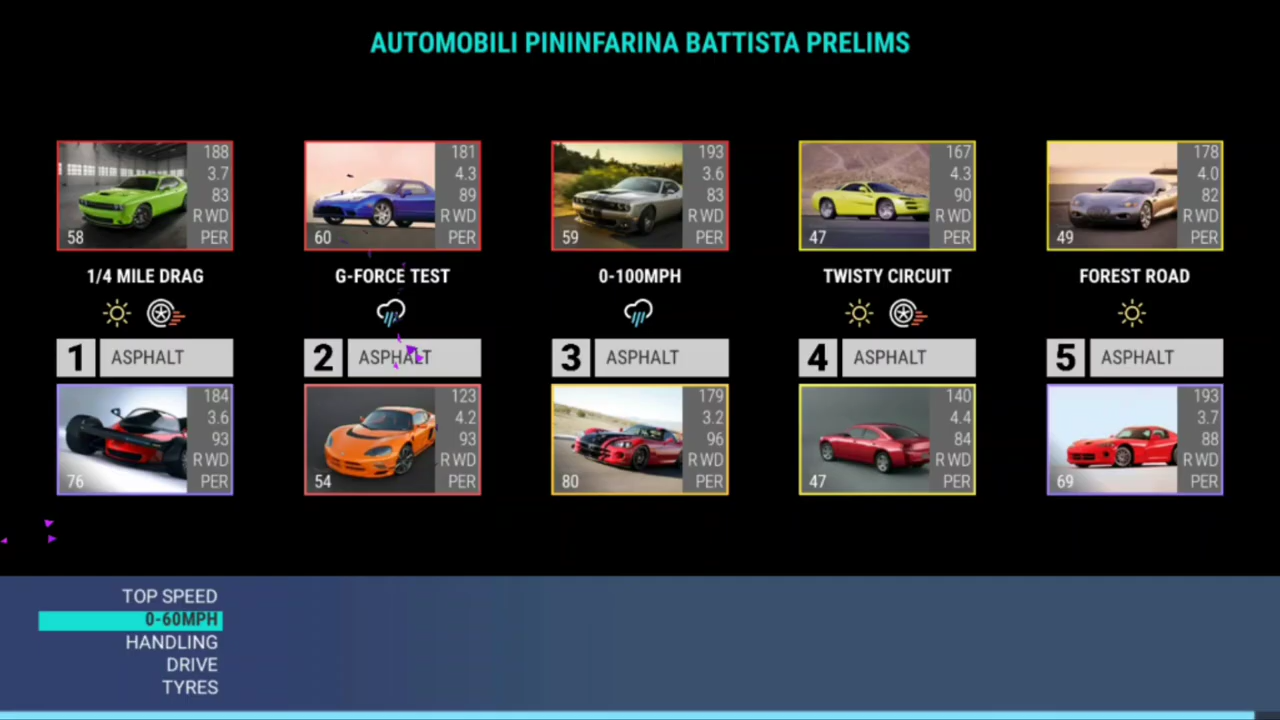 AUTOMOBILI PININFARINA BATTISTA PRELIMS
188
3.7
83
RWD
PER
58
181
4.3
89
RWD
PER
60
193
3.6
83
RWD
PER
59
167
4.3
90
RWD
PER
47
178
4.0
82
RWD
PER
49
1/4 MILE DRAG
G-FORCE TEST
0-100MPH
TWISTY CIRCUIT
FOREST ROAD
1 ASPHALT
2 ASPHALT
3 ASPHALT
4 ASPHALT
5 ASPHALT
184
3.6
93
RWD
PER
76
123
4.2
93
RWD
PER
54
179
3.2
96
RWD
PER
80
140
4.4
84
RWD
PER
47
193
3.7
88
RWD
PER
69
TOP SPEED
0-60MPH
HANDLING
DRIVE
TYRES